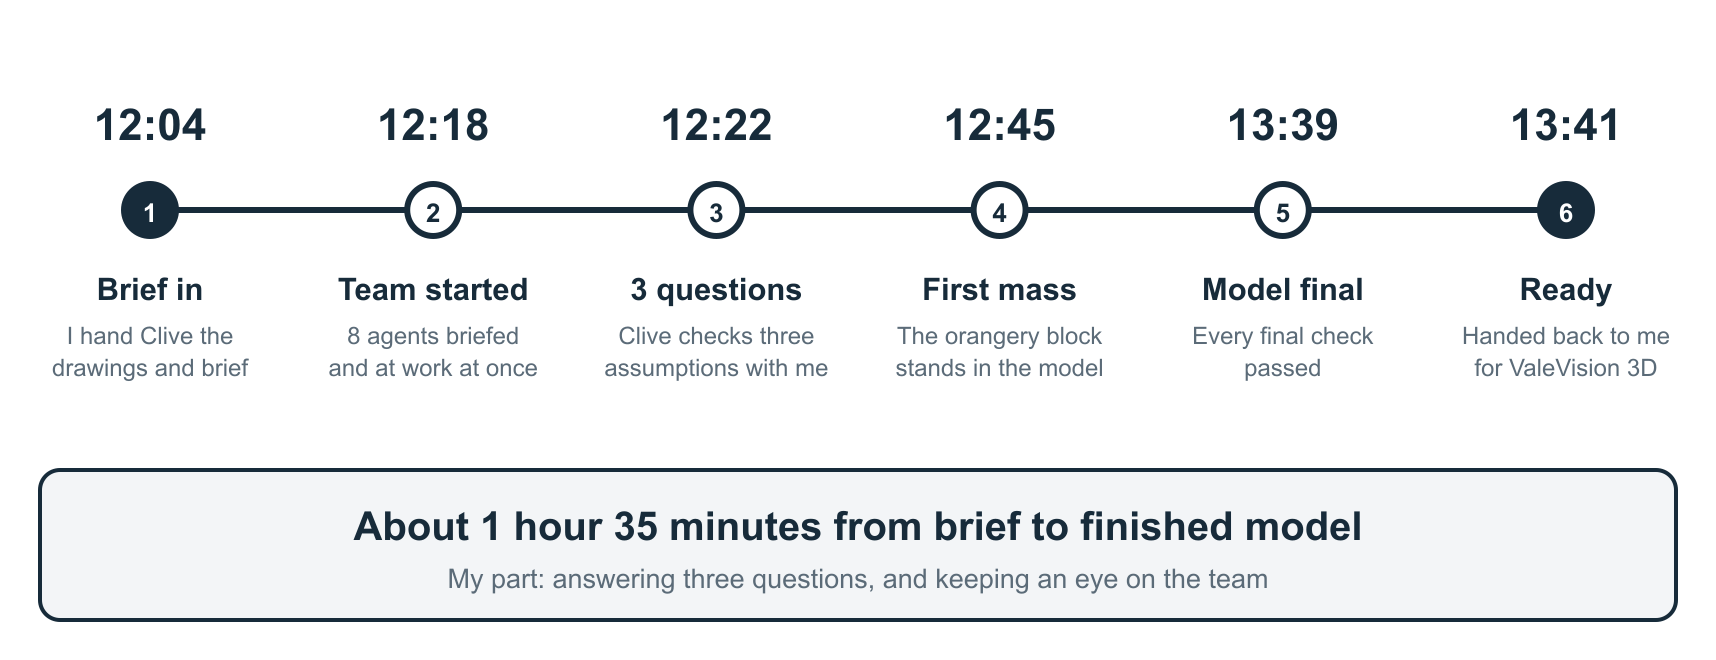 12:04
12:18
12:22
12:45
13:39
13:41
1
2
3
4
5
6
Brief in
I hand Clive the
drawings and brief
Team started
8 agents briefed
and at work at once
3 questions
Clive checks three
assumptions with me
First mass
The orangery block
stands in the model
Model final
Every final check
passed
Ready
Handed back to me
for ValeVision 3D
About 1 hour 35 minutes from brief to finished model
My part: answering three questions, and keeping an eye on the team